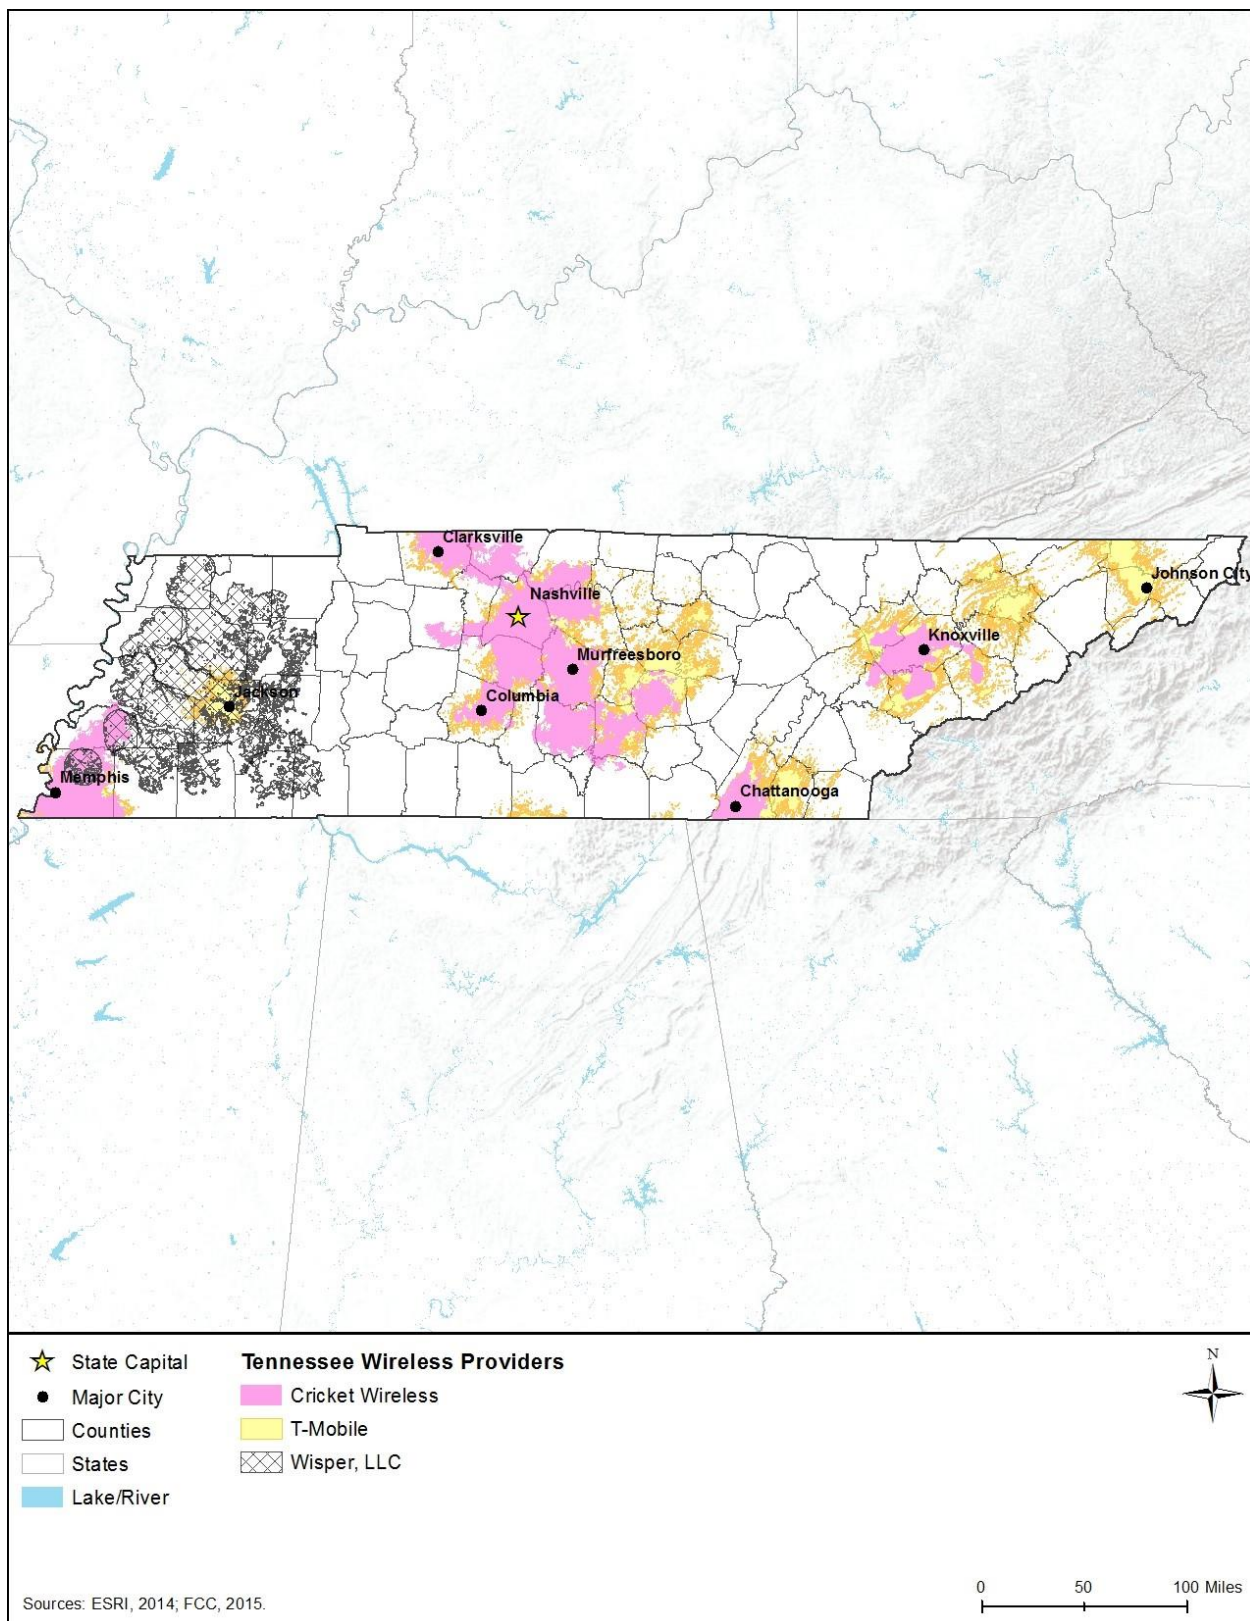 Clarksville
Johnson City
Nashville
Knoxville
Murfreesboro
Jackson
Columbia
Memphis
Chattanooga
State Capital
Major City
Counties
States
Lake/River
Tennessee Wireless Providers
Cricket Wireless
T-Mobile
Wisper, LLC
N
0 50 100 Miles
Sources: ESRI, 2014; FCC, 2015.